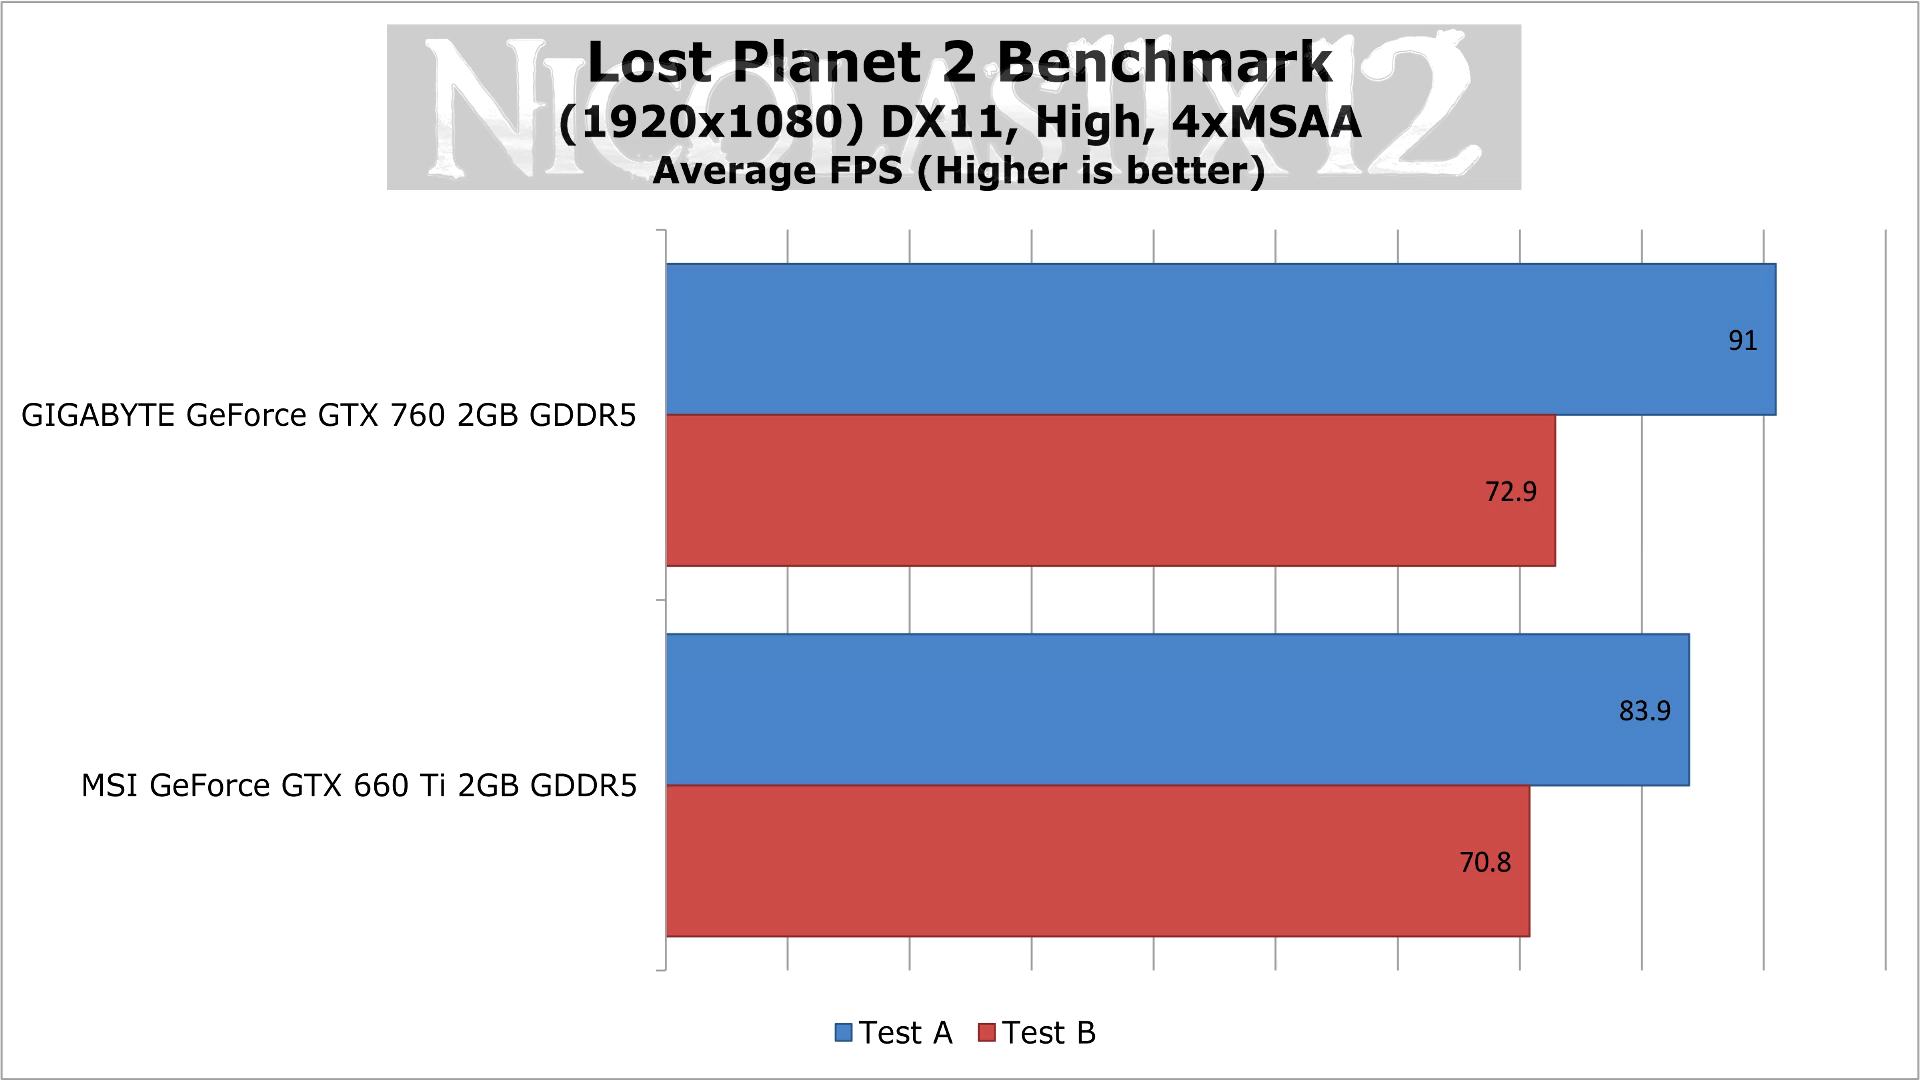 NICOLAS11X12
Lost Planet 2 Benchmark
(1920x1080) DX11, High, 4xMSAA
Average FPS (Higher is better)
GIGABYTE GeForce GTX 760 2GB GDDR5
91
72.9
MSI GeForce GTX 660 Ti 2GB GDDR5
83.9
70.8
Test A
Test B